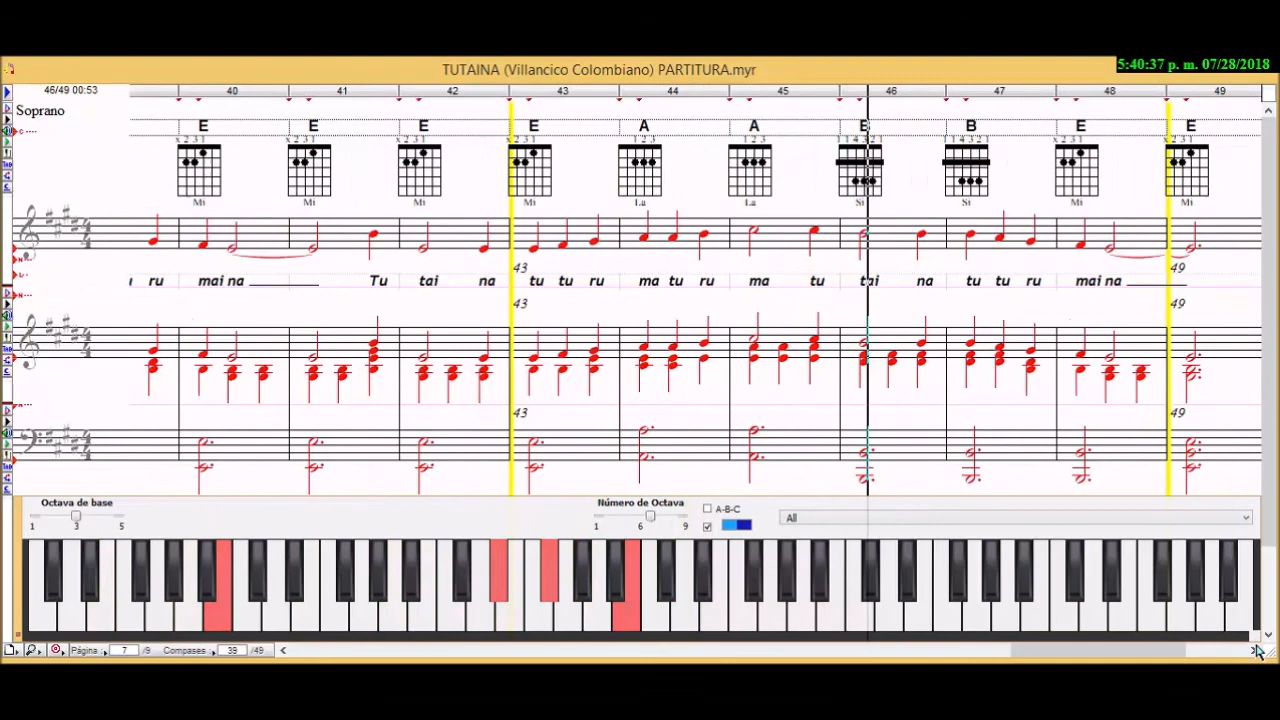 TUTAINA (Villancico Colombiano) PARTITURA.myr
5:40:37 p. m. 07/28/2018
46/49 00:53
40 41 42 43 44 45 46 47 48 49
Soprano
E E E E A A B B E E
Mi Mi Mi Mi La La Si Si Mi Mi
43 49
ru mai na Tu tai na tu tu ru ma tu ru ma tu tai na tu tu ru mai na
43 49
43 49
Octava de base
1 3 5
Número de Octava
1 6 9
A-B-C
All
Página 7 /9 Compases 39 /49